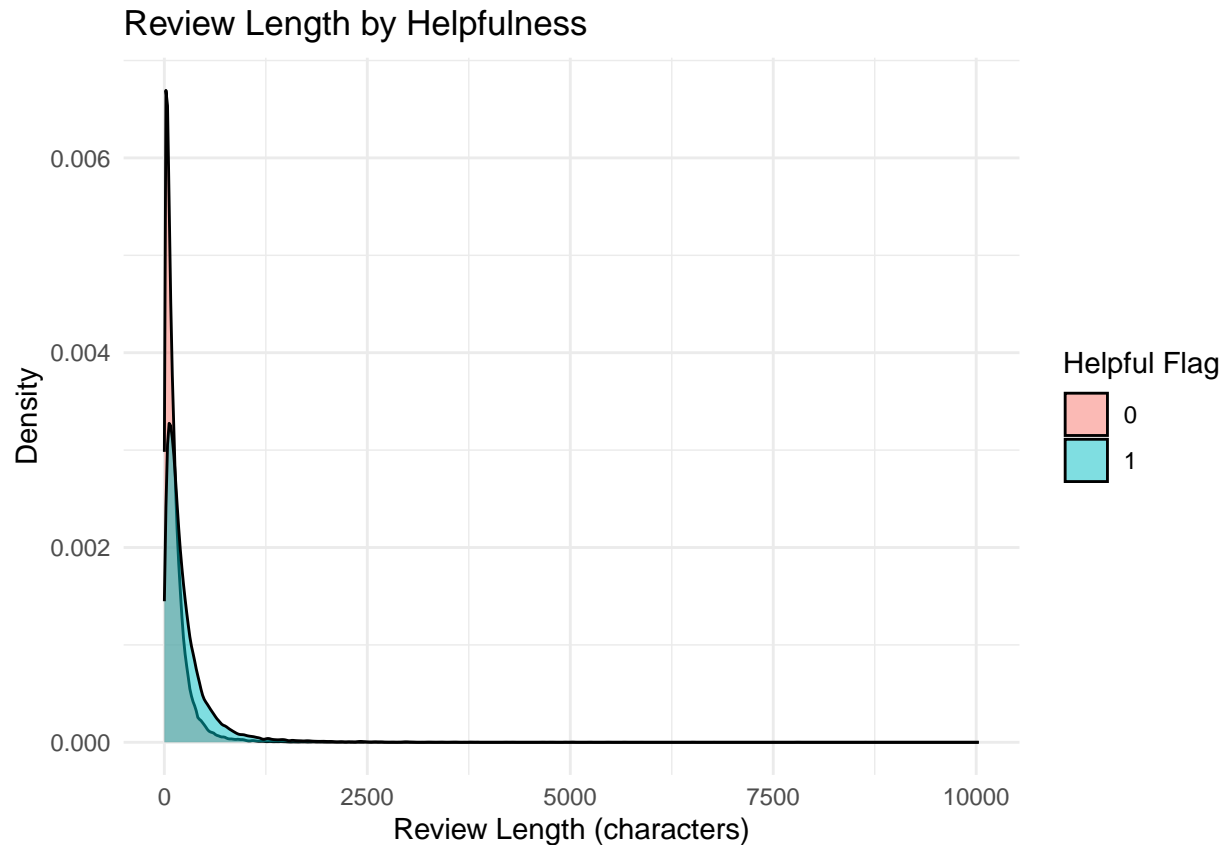 Review Length by Helpfulness
0.006
0.004
0.002
0.000
Density
0 2500 5000 7500 10000
Review Length (characters)
Helpful Flag
0
1